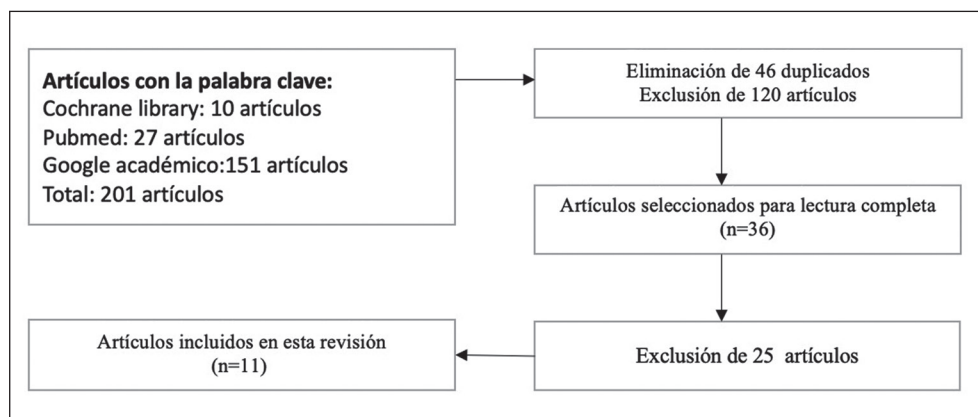 Artículos con la palabra clave:
Cochrane library: 10 artículos
Pubmed: 27 artículos
Google académico:151 artículos
Total: 201 artículos
Eliminación de 46 duplicados
Exclusión de 120 artículos
Artículos seleccionados para lectura completa
(n=36)
Exclusión de 25 artículos
Artículos incluidos en esta revisión
(n=11)